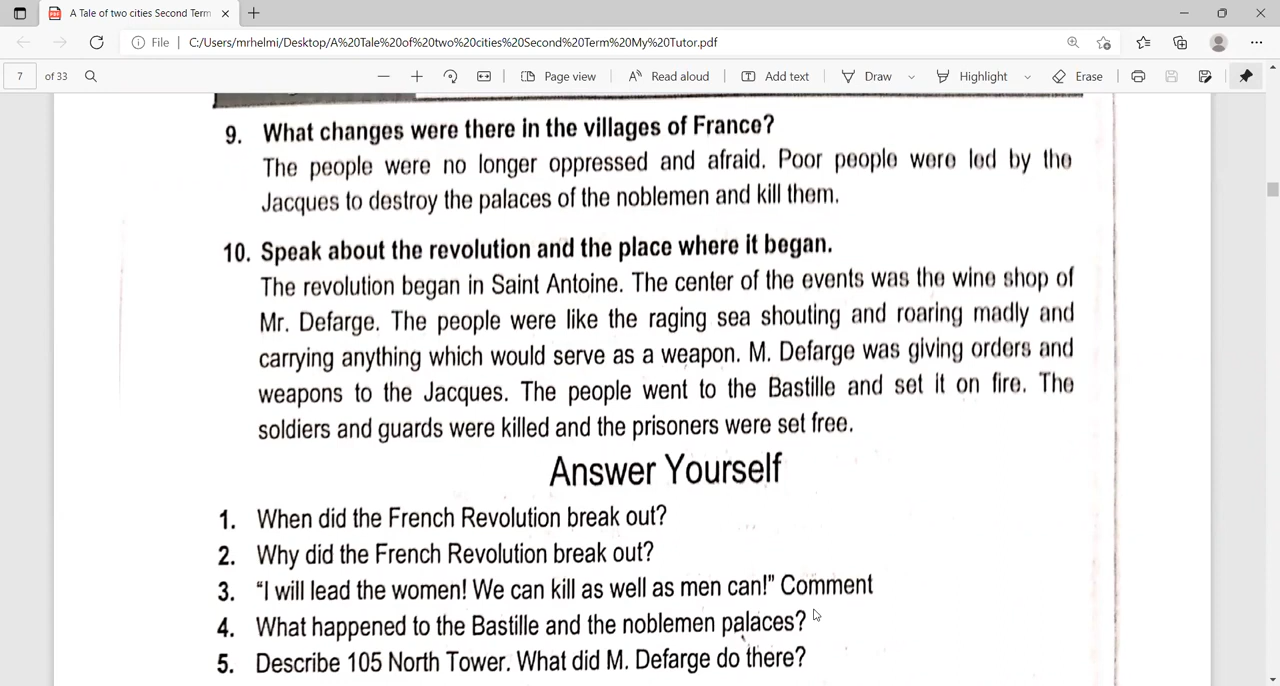 A Tale of two cities Second Term
File
C:/Users/mrhelmi/Desktop/A%20Tale%20of%20two%20cities%20Second%20Term%20My%20Tutor.pdf
7 of 33
Page view
Read aloud
Add text
Draw
Highlight
Erase
9. What changes were there in the villages of France?
The people were no longer oppressed and afraid. Poor people were led by the
Jacques to destroy the palaces of the noblemen and kill them.
10. Speak about the revolution and the place where it began.
The revolution began in Saint Antoine. The center of the events was the wine shop of
Mr. Defarge. The people were like the raging sea shouting and roaring madly and
carrying anything which would serve as a weapon. M. Defarge was giving orders and
weapons to the Jacques. The people went to the Bastille and set it on fire. The
soldiers and guards were killed and the prisoners were set free.
Answer Yourself
1. When did the French Revolution break out?
2. Why did the French Revolution break out?
3. “I will lead the women! We can kill as well as men can!” Comment
4. What happened to the Bastille and the noblemen palaces?
5. Describe 105 North Tower. What did M. Defarge do there?